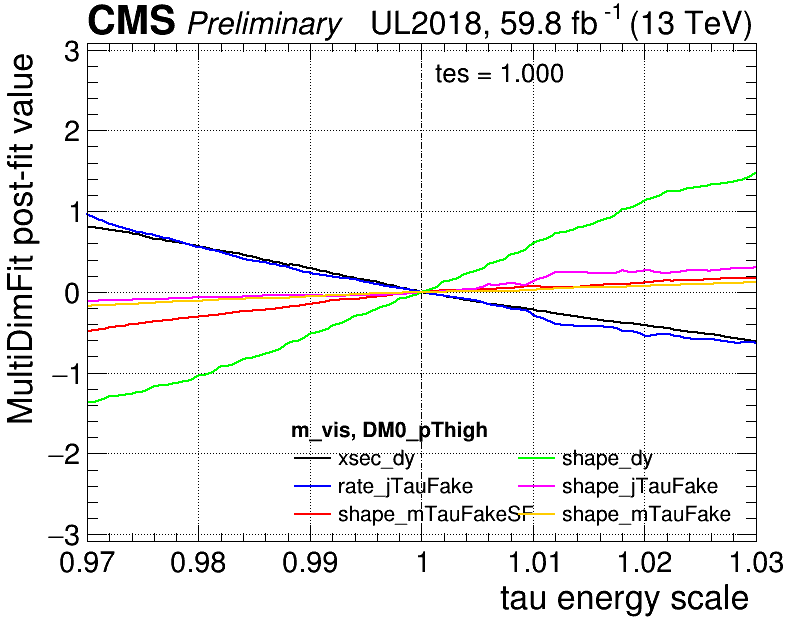 CMS Preliminary UL2018, 59.8 fb⁻¹ (13 TeV)
MultiDimFit post-fit value
3
2
1
0
−1
−2
−3
tes = 1.000
m_vis, DM0_pThigh
xsec_dy shape_dy
rate_jTauFake shape_jTauFake
shape_mTauFakeSF shape_mTauFake
0.97 0.98 0.99 1 1.01 1.02 1.03
tau energy scale